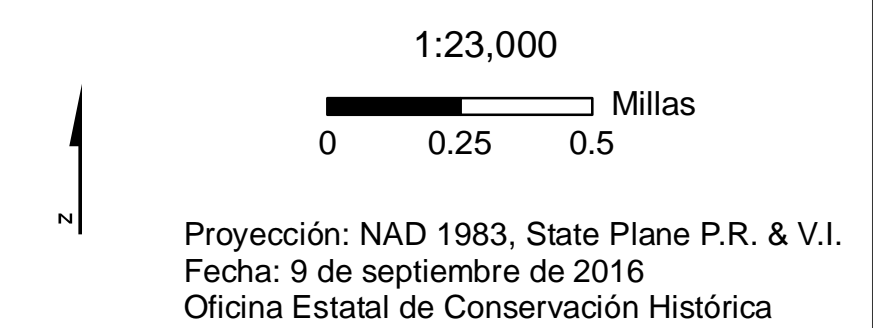 1:23,000
Millas
0 0.25 0.5
N
Proyección: NAD 1983, State Plane P.R. & V.I.
Fecha: 9 de septiembre de 2016
Oficina Estatal de Conservación Histórica